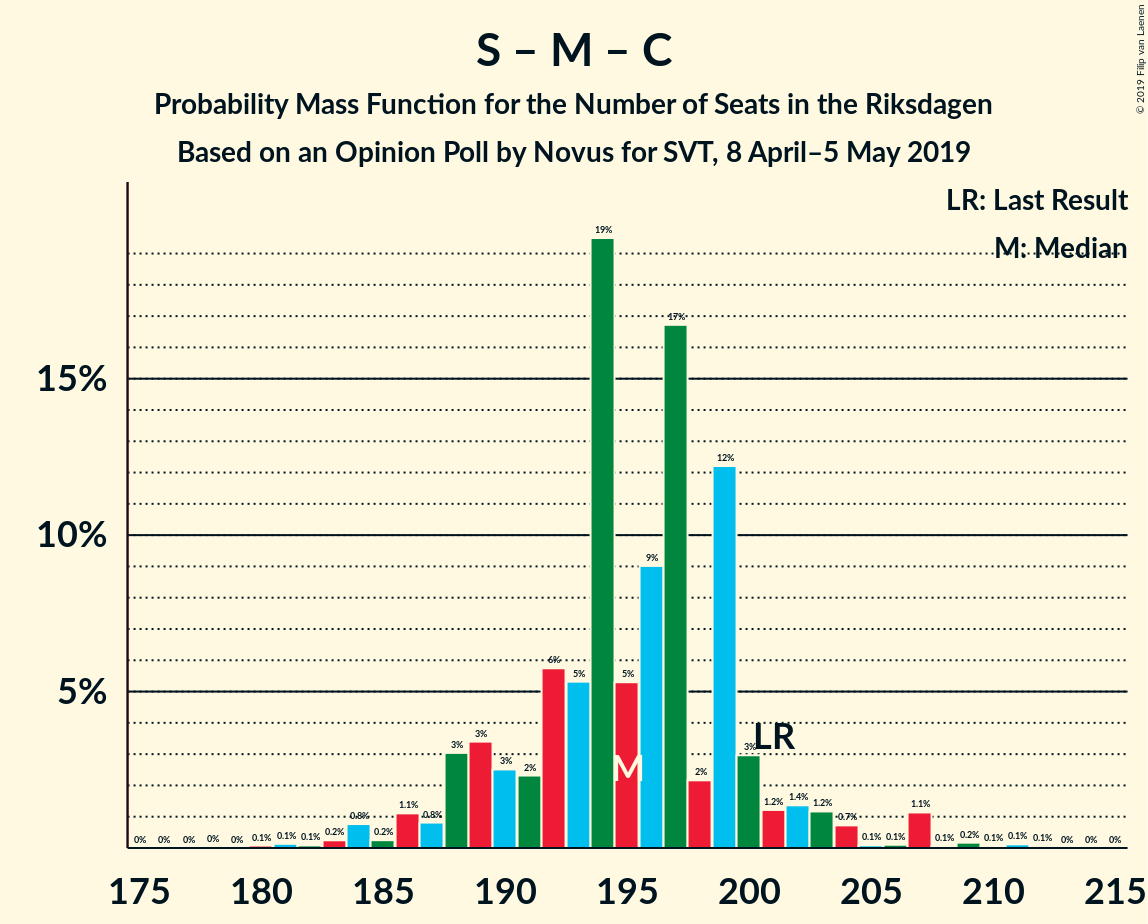 S – M – C
Probability Mass Function for the Number of Seats in the Riksdagen
Based on an Opinion Poll by Novus for SVT, 8 April–5 May 2019
© 2019 Filip van Laenen
LR: Last Result
M: Median
15%
10%
5%
0% 0% 0% 0% 0% 0.1% 0.1% 0.1% 0.2% 0.8% 0.2% 1.1% 0.8% 3% 3% 3% 2% 6% 5% 19% 5% 9% 17% 2% 12% 3% 1.2% 1.4% 1.2% 0.7% 0.1% 0.1% 1.1% 0.1% 0.2% 0.1% 0.1% 0.1% 0% 0% 0%
LR
M
175 180 185 190 195 200 205 210 215